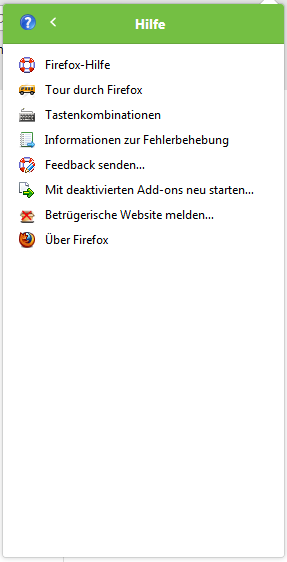 Hilfe
Firefox-Hilfe
Tour durch Firefox
Tastenkombinationen
Informationen zur Fehlerbehebung
Feedback senden...
Mit deaktivierten Add-ons neu starten...
Betrügerische Website melden...
Über Firefox